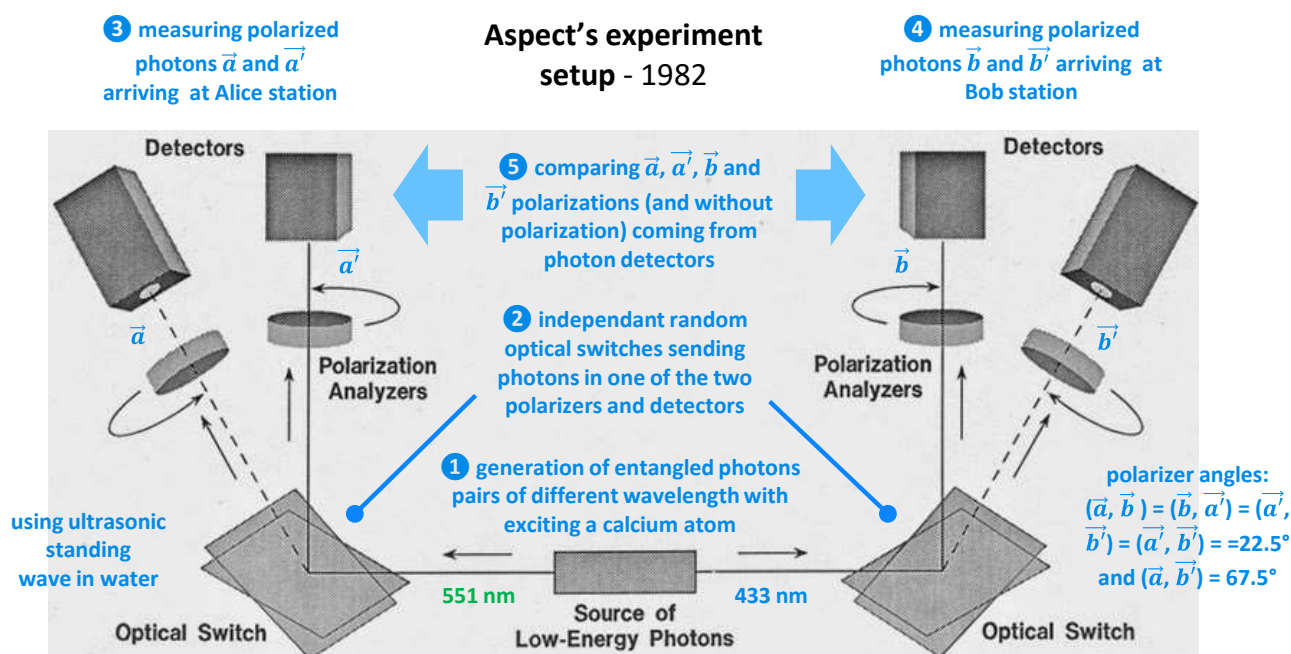 ❸ measuring polarized
photons a⃗ and a'⃗
arriving at Alice station
Aspect's experiment
setup - 1982
❹ measuring polarized
photons b⃗ and b'⃗ arriving at
Bob station
Detectors
Detectors
❺ comparing a⃗, a'⃗, b⃗ and
b'⃗ polarizations (and without
polarization) coming from
photon detectors
a'⃗
b⃗
a⃗
b'⃗
❷ independant random
optical switches sending
photons in one of the two
polarizers and detectors
Polarization
Analyzers
Polarization
Analyzers
❶ generation of entangled photons
pairs of different wavelength with
exciting a calcium atom
using ultrasonic
standing
wave in water
polarizer angles:
(a⃗, b⃗ ) = (b⃗, a'⃗) = (a'⃗,
b'⃗) = (a'⃗, b'⃗) = =22.5°
and (a⃗, b'⃗) = 67.5°
551 nm
433 nm
Optical Switch
Source of
Low-Energy Photons
Optical Switch